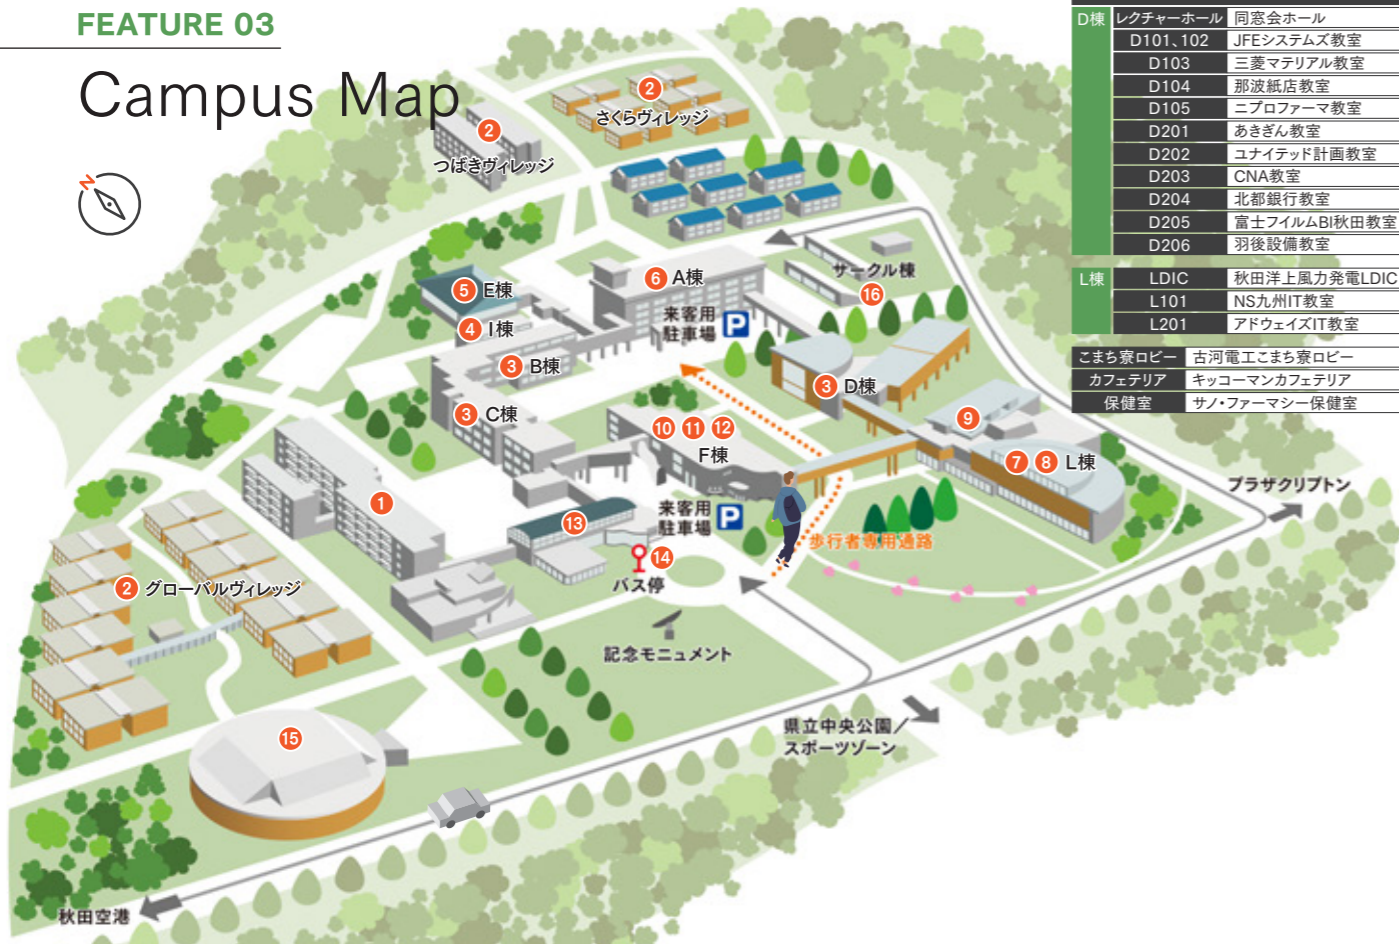 FEATURE 03
Campus Map
N
2
さくらヴィレッジ
2
つばきヴィレッジ
5 E棟
6 A棟
サークル棟
16
4 I棟
来客用
駐車場
P
3 B棟
3 C棟
3 D棟
9
10 11 12
F棟
7 8 L棟
1
13
来客用
駐車場
P
プラザクリプトン
歩行者専用通路
14
バス停
2 グローバルヴィレッジ
記念モニュメント
県立中央公園／
スポーツゾーン
15
秋田空港
D棟 レクチャーホール 同窓会ホール
D101、102 JFEシステムズ教室
D103 三菱マテリアル教室
D104 那波紙店教室
D105 ニプロファーマ教室
D201 あきぎん教室
D202 ユナイテッド計画教室
D203 CNA教室
D204 北都銀行教室
D205 富士フイルムBI秋田教室
D206 羽後設備教室
L棟 LDIC 秋田洋上風力発電LDIC
L101 NS九州IT教室
L201 アドウェイズIT教室
こまち寮ロビー 古河電工こまち寮ロビー
カフェテリア キッコーマンカフェテリア
保健室 サノ・ファーマシー保健室